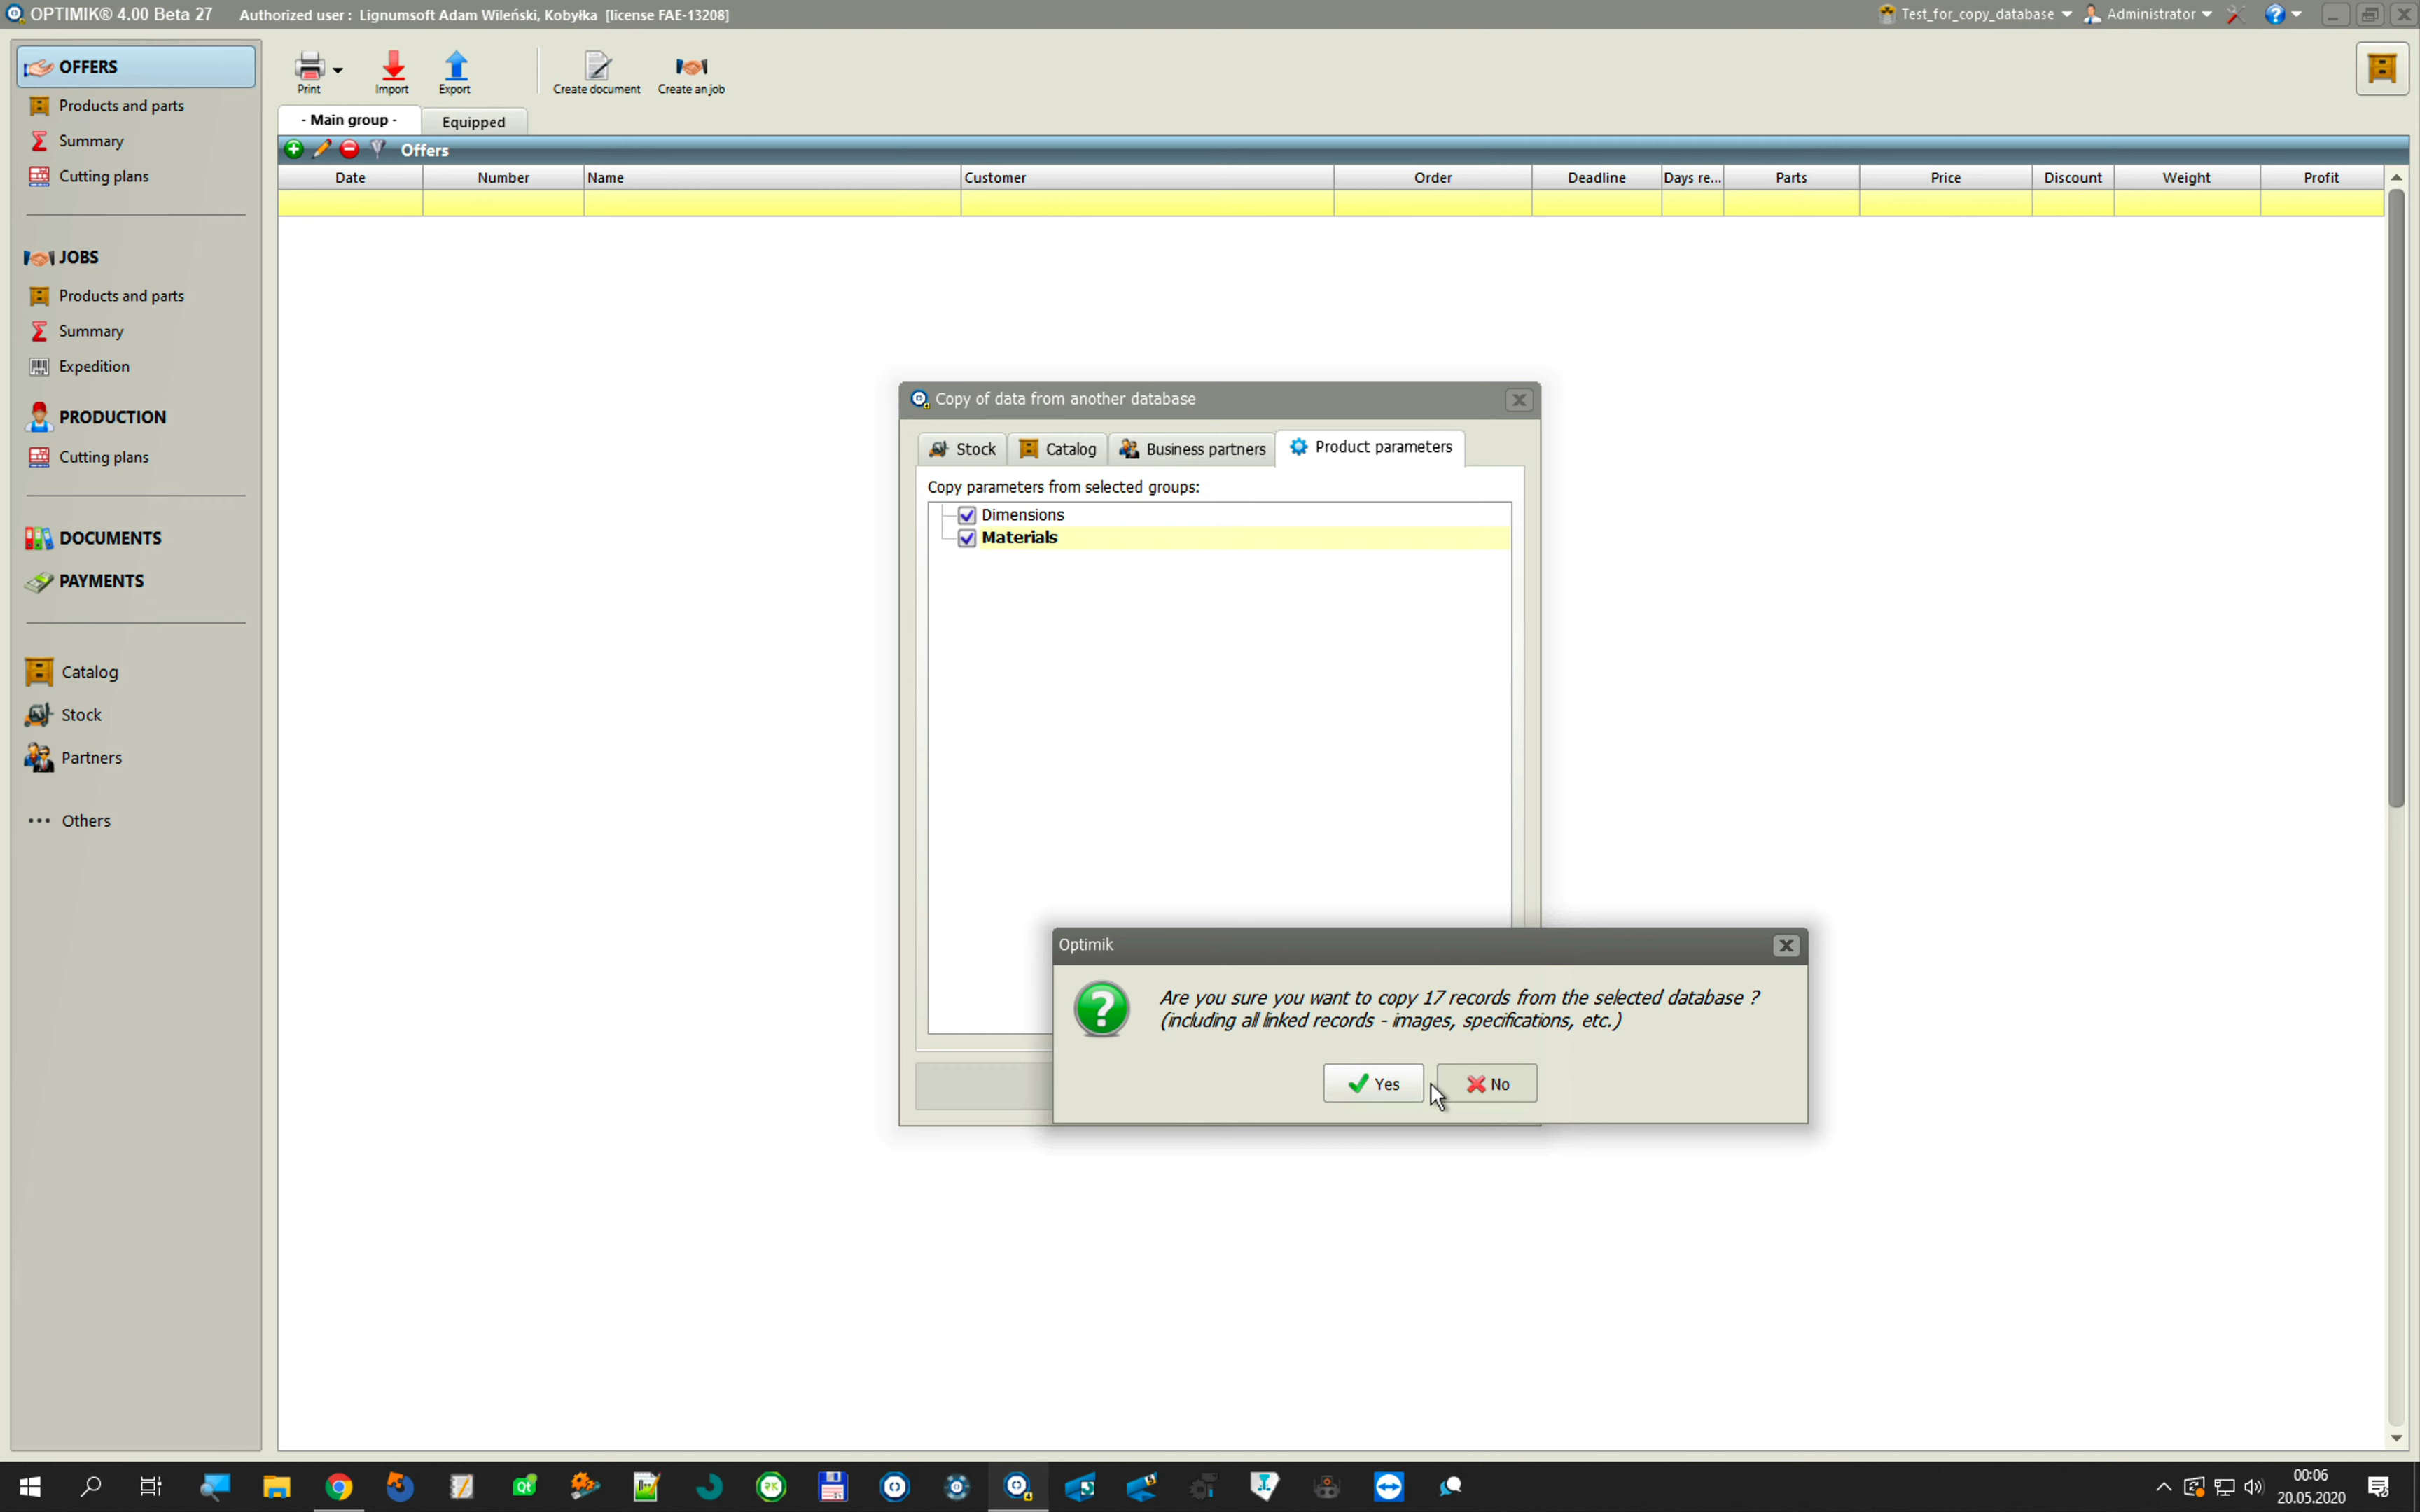 OPTIMIK® 4.00 Beta 27
Authorized user : Lignumsoft Adam Wileński, Kobyłka [license FAE-13208]
Test_for_copy_database
Administrator
OFFERS
Products and parts
Summary
Cutting plans
JOBS
Products and parts
Summary
Expedition
PRODUCTION
Cutting plans
DOCUMENTS
PAYMENTS
Catalog
Stock
Partners
Others
Print
Import
Export
Create document
Create an job
- Main group -
Equipped
Offers
Date
Number
Name
Customer
Order
Deadline
Days re...
Parts
Price
Discount
Weight
Profit
Copy of data from another database
Stock
Catalog
Business partners
Product parameters
Copy parameters from selected groups:
Dimensions
Materials
Optimik
Are you sure you want to copy 17 records from the selected database ?
(including all linked records - images, specifications, etc.)
Yes
No
00:06
20.05.2020